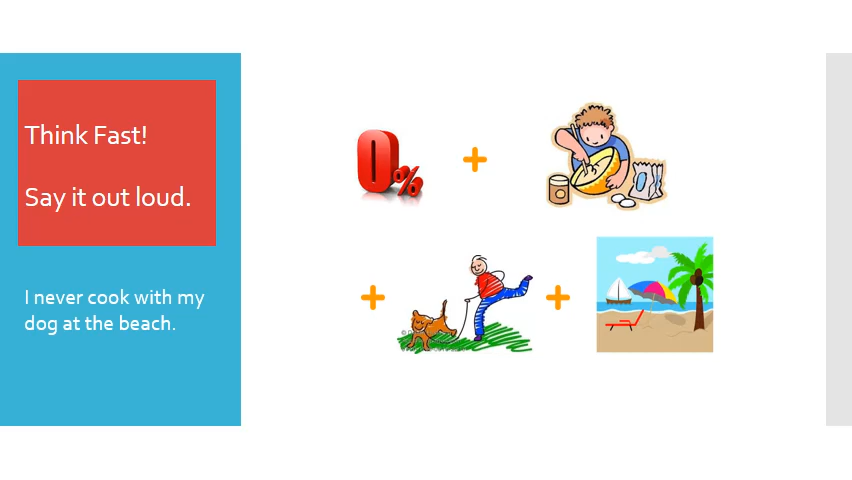 Think Fast!
Say it out loud.
I never cook with my
dog at the beach.
0%
+
+
+